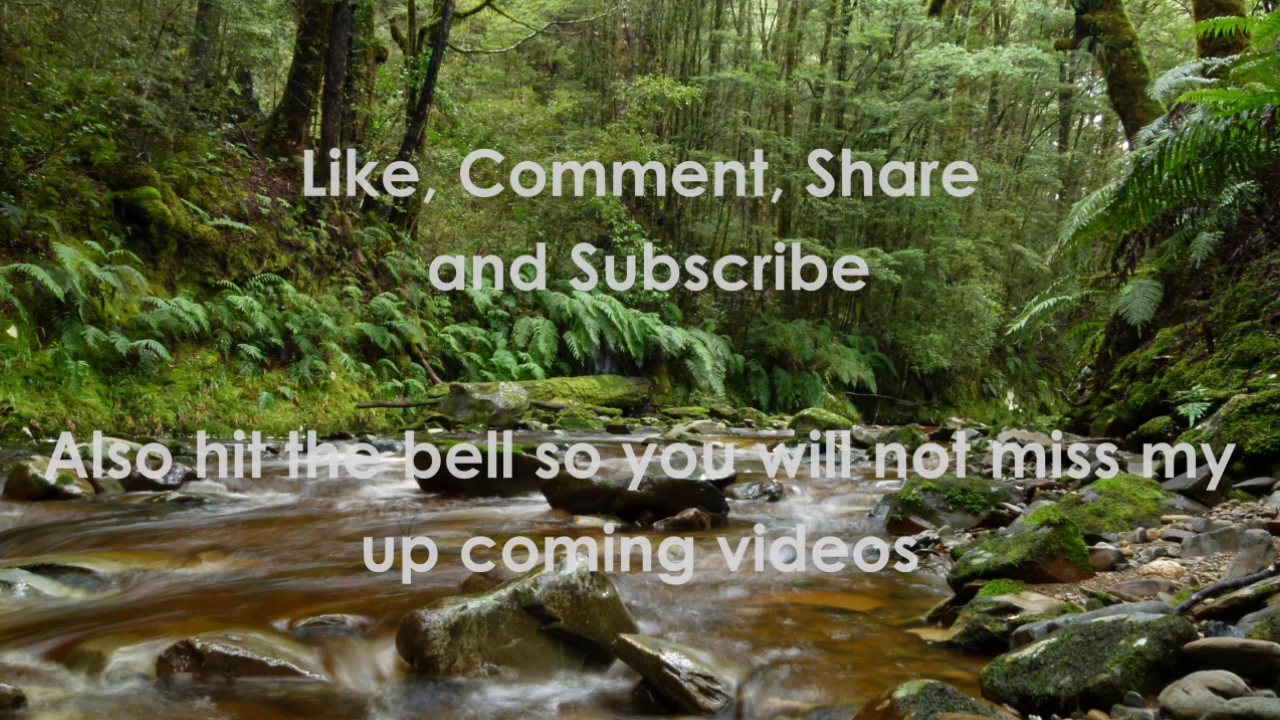 Like, Comment, Share
and Subscribe
Also hit the bell so you will not miss my
up coming videos